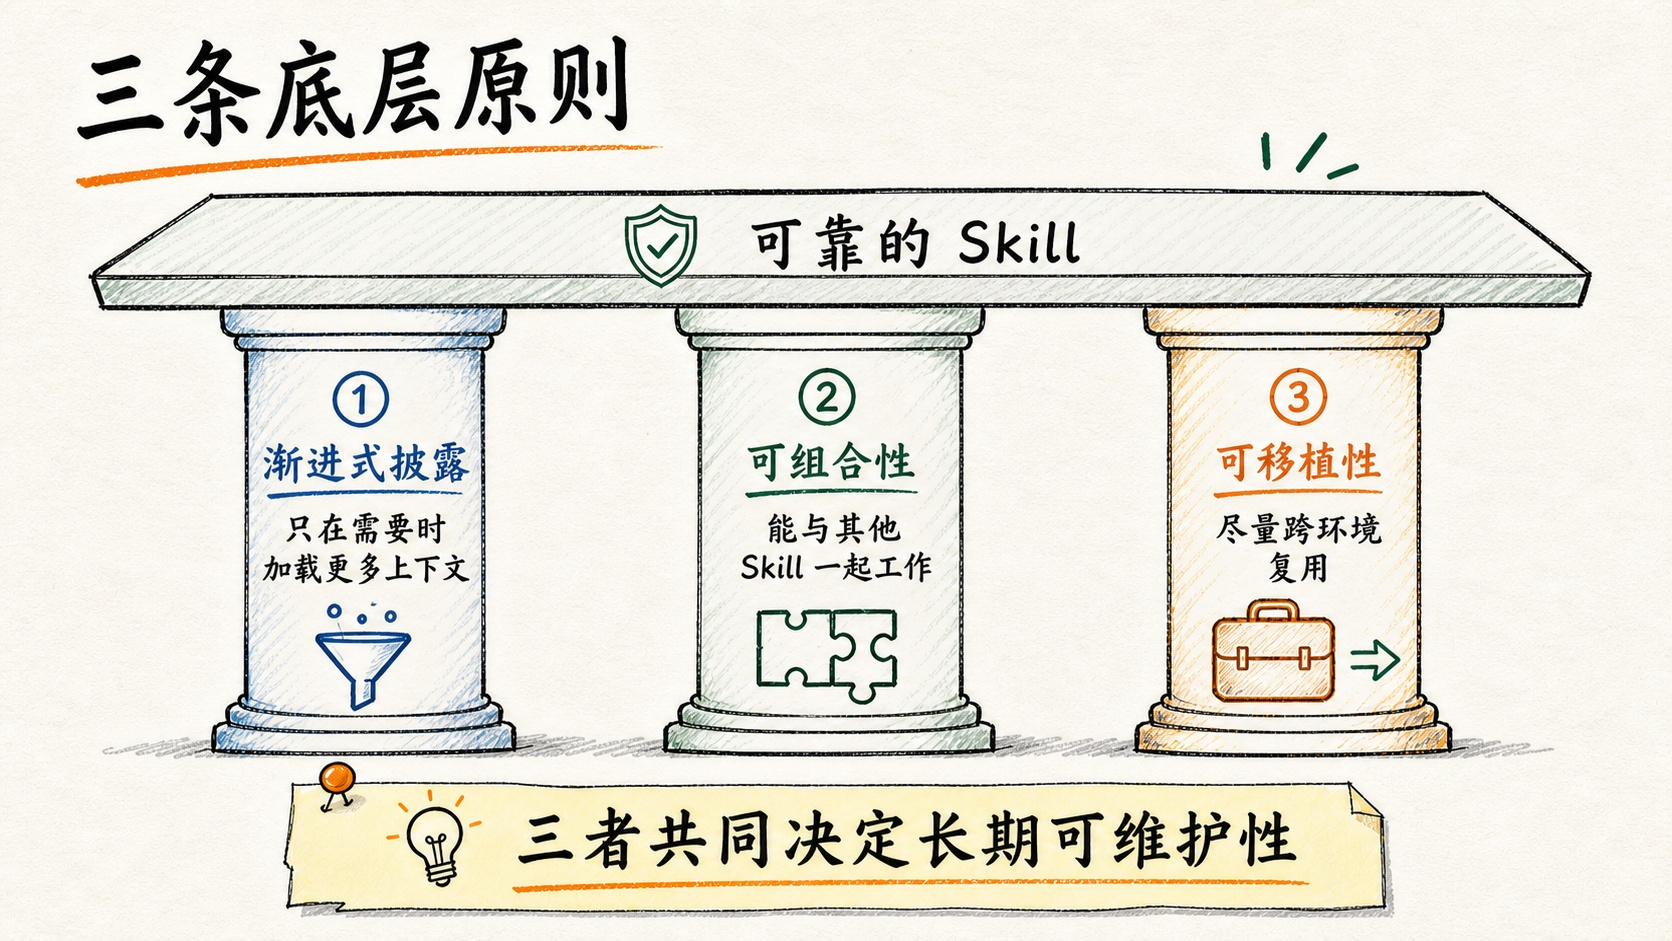 三条底层原则
可靠的 Skill
1
渐进式披露
只在需要时
加载更多上下文
2
可组合性
能与其他
Skill 一起工作
3
可移植性
尽量跨环境
复用
三者共同决定长期可维护性